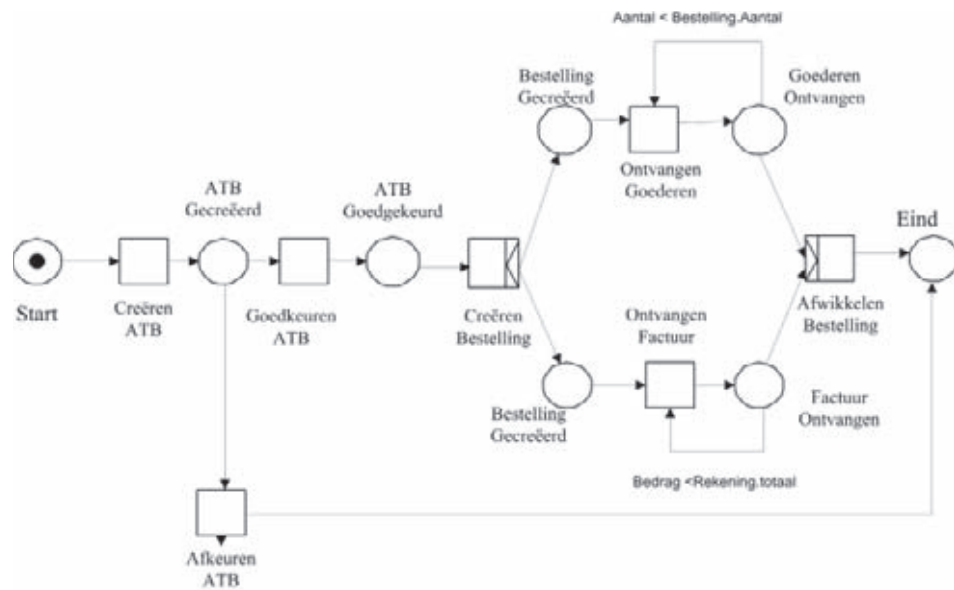 Aantal < Bestelling.Aantal
Bestelling
Gecreëerd
Goederen
Ontvangen
Ontvangen
Goederen
ATB
Gecreëerd
ATB
Goedgekeurd
Eind
Start
Creëren
ATB
Goedkeuren
ATB
Creëren
Bestelling
Ontvangen
Factuur
Afwikkelen
Bestelling
Bestelling
Gecreëerd
Factuur
Ontvangen
Bedrag <Rekening.totaal
Afkeuren
ATB